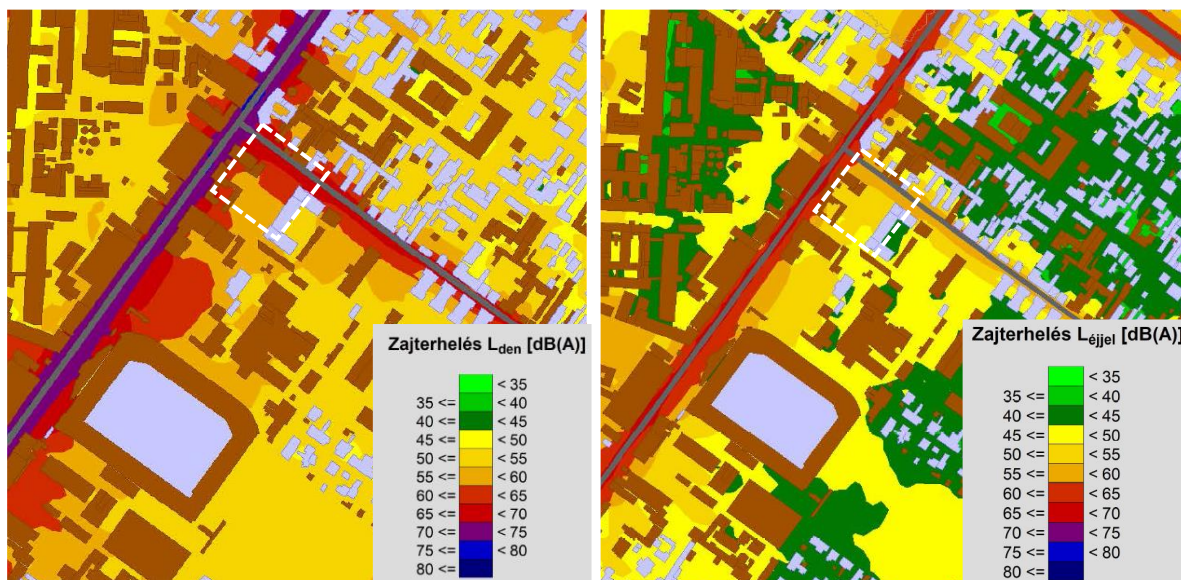 Zajterhelés Lden [dB(A)]
< 35
35 <= < 40
40 <= < 45
45 <= < 50
50 <= < 55
55 <= < 60
60 <= < 65
65 <= < 70
70 <= < 75
75 <= < 80
80 <=
Zajterhelés Léjjel [dB(A)]
< 35
35 <= < 40
40 <= < 45
45 <= < 50
50 <= < 55
55 <= < 60
60 <= < 65
65 <= < 70
70 <= < 75
75 <= < 80
80 <=